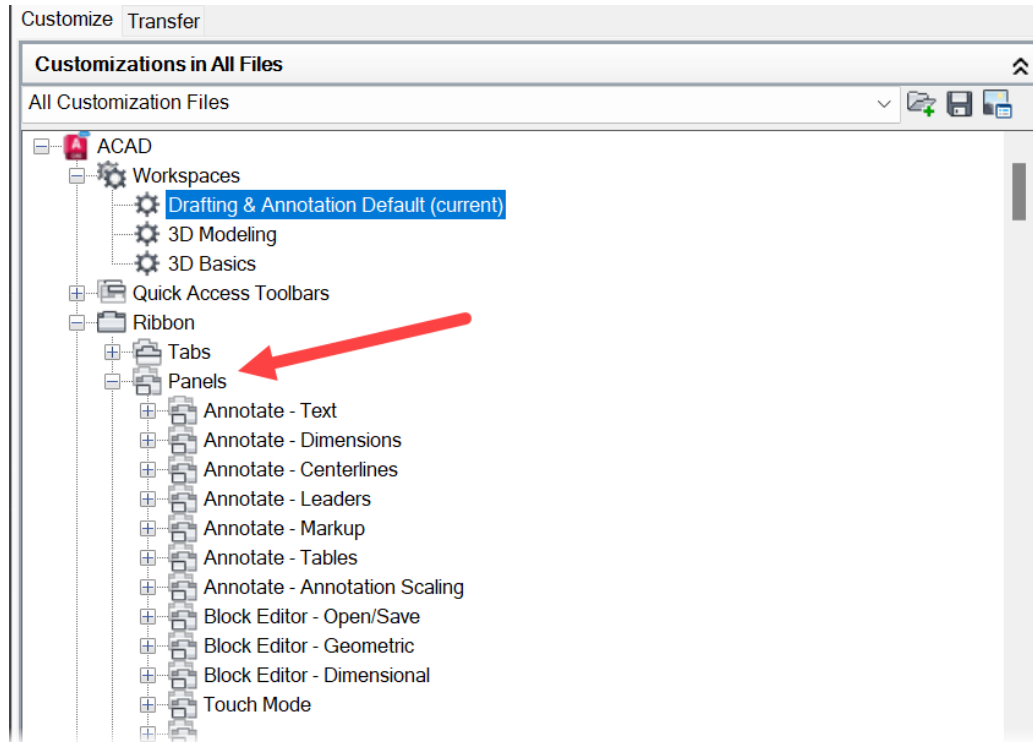 Customize Transfer
Customizations in All Files
All Customization Files
ACAD
Workspaces
Drafting & Annotation Default (current)
3D Modeling
3D Basics
Quick Access Toolbars
Ribbon
Tabs
Panels
Annotate - Text
Annotate - Dimensions
Annotate - Centerlines
Annotate - Leaders
Annotate - Markup
Annotate - Tables
Annotate - Annotation Scaling
Block Editor - Open/Save
Block Editor - Geometric
Block Editor - Dimensional
Touch Mode